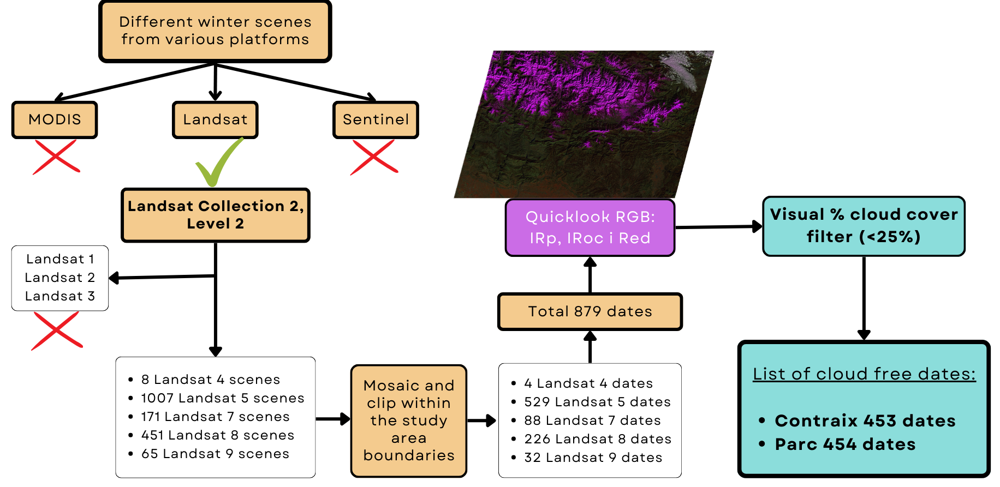 Different winter scenes
from various platforms
MODIS
Landsat
Sentinel
Landsat Collection 2,
Level 2
Landsat 1
Landsat 2
Landsat 3
• 8 Landsat 4 scenes
• 1007 Landsat 5 scenes
• 171 Landsat 7 scenes
• 451 Landsat 8 scenes
• 65 Landsat 9 scenes
Mosaic and
clip within
the study
area
boundaries
• 4 Landsat 4 dates
• 529 Landsat 5 dates
• 88 Landsat 7 dates
• 226 Landsat 8 dates
• 32 Landsat 9 dates
Total 879 dates
Quicklook RGB:
IRp, IRoc i Red
Visual % cloud cover
filter (<25%)
List of cloud free dates:
• Contraix 453 dates
• Parc 454 dates